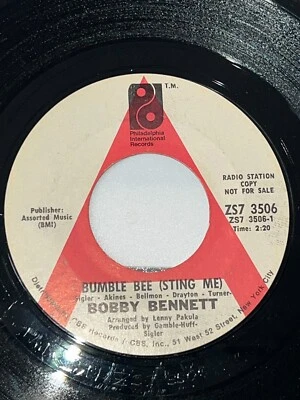 T.M.
Philadelphia
International
Records
RADIO STATION
COPY
NOT FOR SALE
Publisher:
Assorted Music
(BMI)
ZS7 3506
ZS7 3506-1
Time: 2:20
BUMBLE BEE (STING ME)
Sigler - Akines - Bellmon - Drayton - Turner
BOBBY BENNETT
Arranged by Lenny Pakula
Produced by Gamble-Huff-
Sigler
CBS Records / CBS, Inc., 51 West 52 Street, New York City